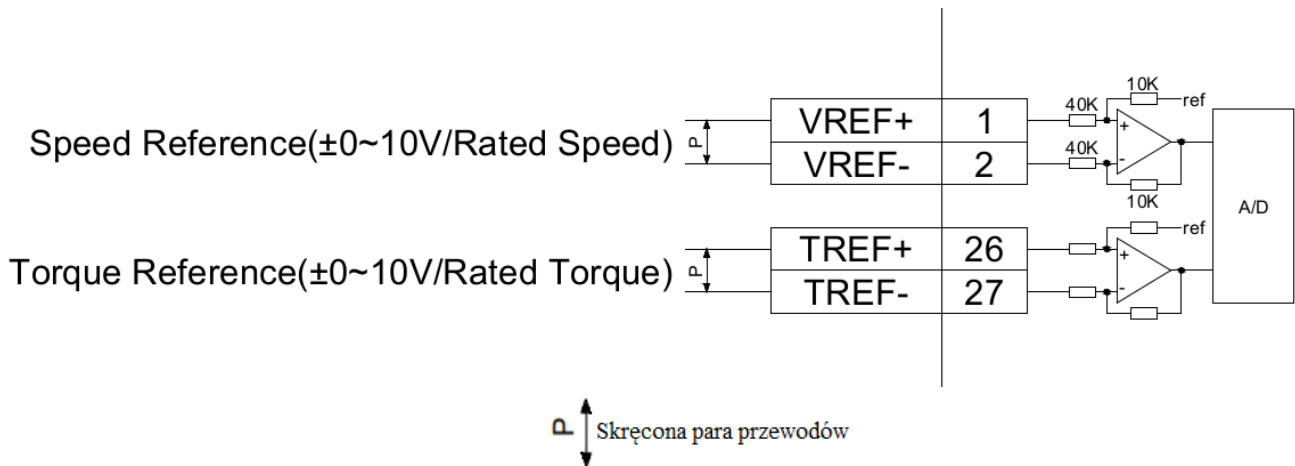 Speed Reference(±0~10V/Rated Speed)
P
VREF+ 1
VREF- 2
40K
40K
10K
ref
+
-
10K
A/D
Torque Reference(±0~10V/Rated Torque)
P
TREF+ 26
TREF- 27
ref
+
-
P Skręcona para przewodów